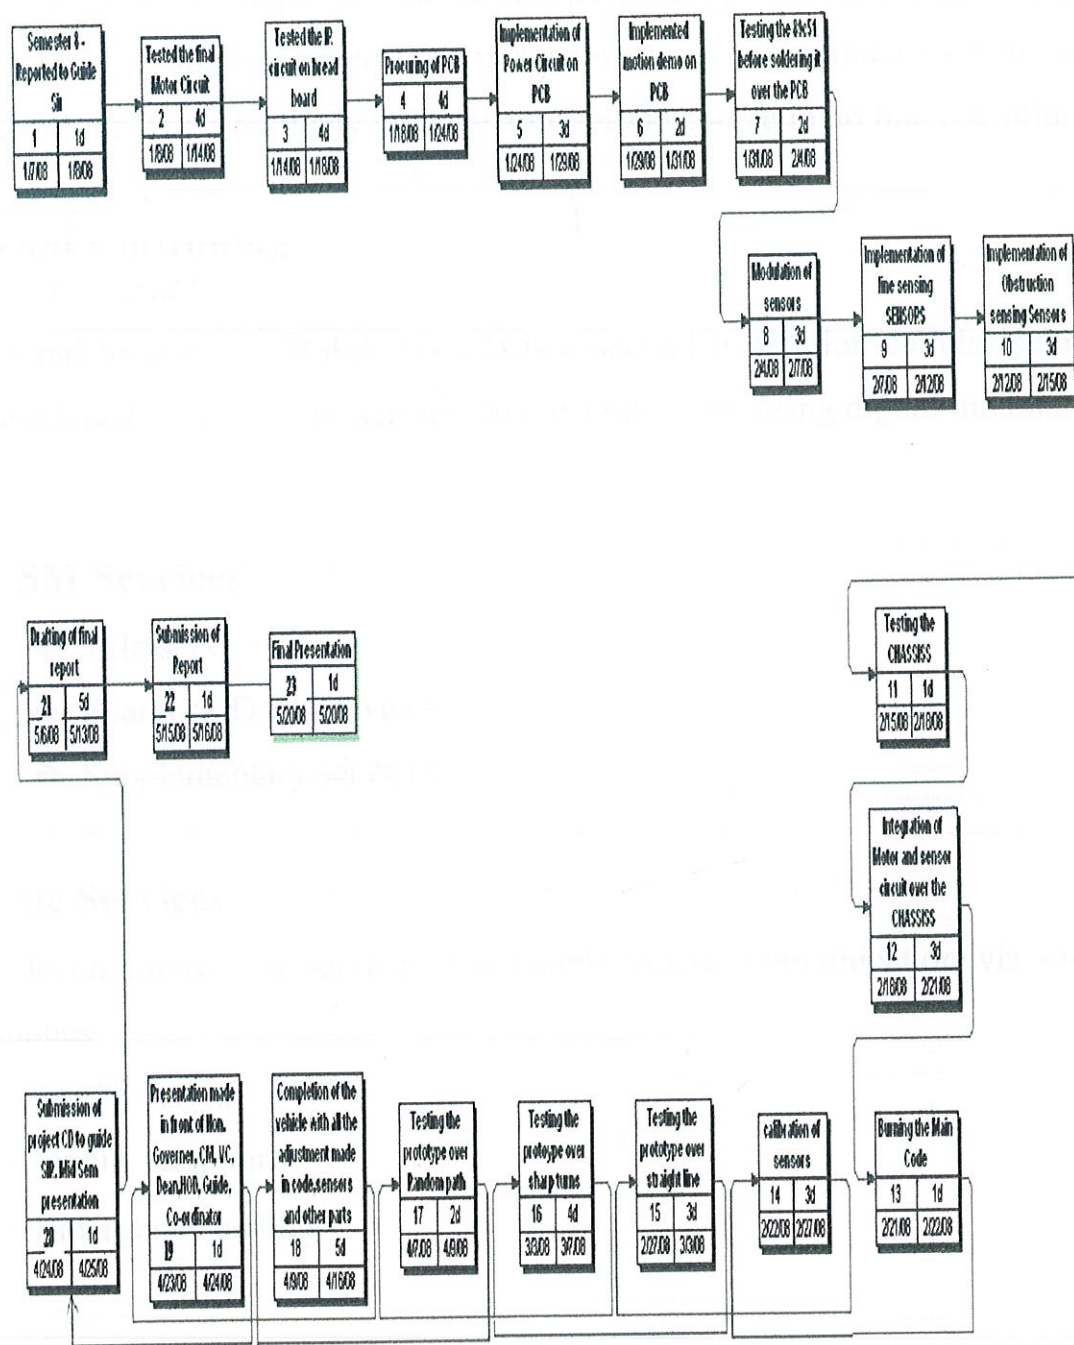 Semester 8 -
Reported to Guide
Sir
1 1d
1/7/08 1/8/08
Tested the final
Motor Circuit
2 4d
1/8/08 1/14/08
Tested the IR
circuit on bread
board
3 4d
1/14/08 1/18/08
Procuring of PCB
4 4d
1/18/08 1/24/08
Implementation of
Power Circuit on
PCB
5 3d
1/24/08 1/29/08
Implemented
motion demo on
PCB
6 2d
1/29/08 1/31/08
Testing the 89c51
before soldering it
over the PCB
7 2d
1/31/08 2/4/08
Modulation of
sensors
8 3d
2/4/08 2/7/08
Implementation of
line sensing
SENSORS
9 3d
2/7/08 2/12/08
Implementation of
Obstruction
sensing Sensors
10 3d
2/12/08 2/15/08
Testing the
CHASSISS
11 1d
2/15/08 2/18/08
Integration of
Motor and sensor
circuit over the
CHASSISS
12 3d
2/18/08 2/21/08
Burning the Main
Code
13 1d
2/21/08 2/22/08
calibration of
sensors
14 3d
2/22/08 2/27/08
Testing the
prototype over
straight line
15 3d
2/27/08 3/3/08
Testing the
protoype over
sharp turns
16 4d
3/3/08 3/7/08
Testing the
prototype over
Random path
17 2d
4/7/08 4/9/08
Completion of the
vehicle with all the
adjustment made
in code,sensors
and other parts
18 5d
4/9/08 4/16/08
Presentation made
in front of Hon.
Governer, CM, VC,
Dean,HOD, Guide,
Co-ordinator
19 1d
4/23/08 4/24/08
Submission of
project CD to guide
SIR. Mid Sem
presentation
20 1d
4/24/08 4/25/08
Drafting of final
report
21 5d
5/6/08 5/13/08
Submission of
Report
22 1d
5/15/08 5/16/08
Final Presentation
23 1d
5/20/08 5/20/08